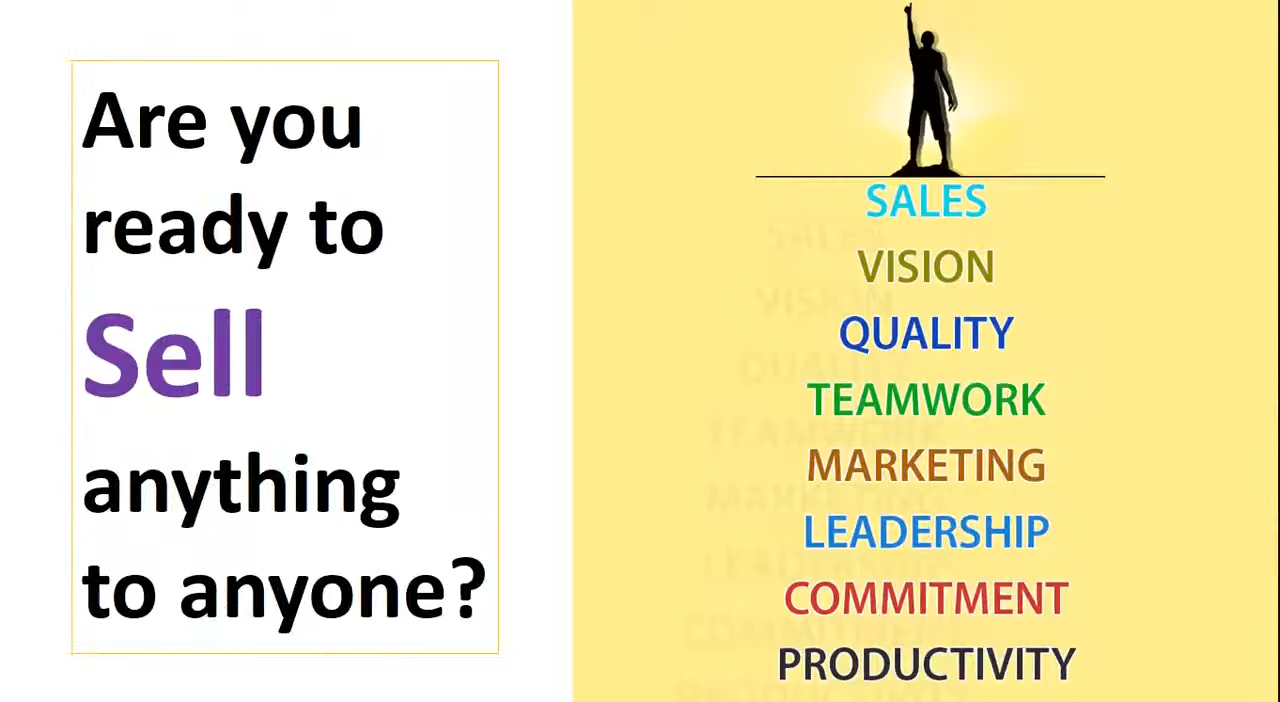 Are you
ready to
Sell
anything
to anyone?
SALES
VISION
QUALITY
TEAMWORK
MARKETING
LEADERSHIP
COMMITMENT
PRODUCTIVITY